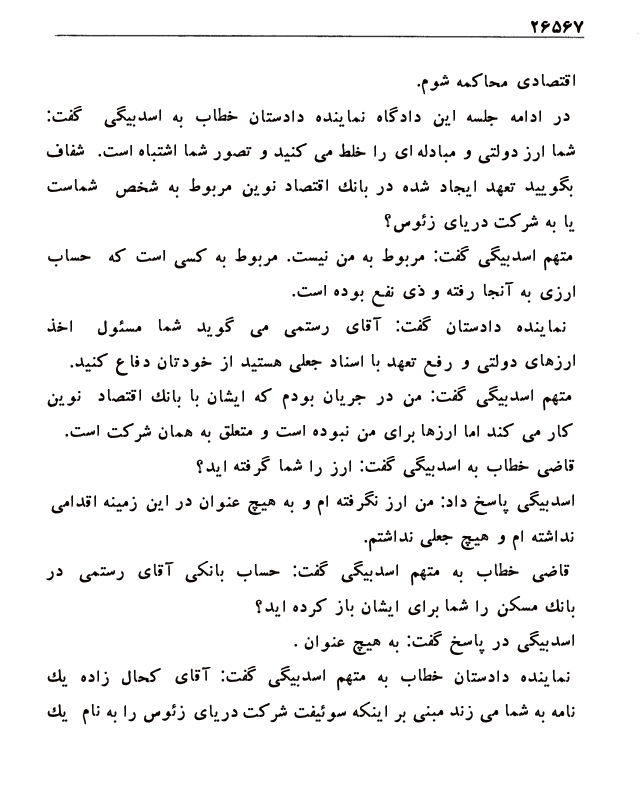 ۲۶۵۶۷
اقتصادی محاکمه شوم.
در ادامه جلسه این دادگاه نماینده دادستان خطاب به اسدبیگی گفت:
شما ارز دولتی و مبادله ای را خلط می کنید و تصور شما اشتباه است. شفاف
بگویید تعهد ایجاد شده در بانک اقتصاد نوین مربوط به شخص شماست
یا به شرکت دریای زئوس؟
متهم اسدبیگی گفت: مربوط به من نیست. مربوط به کسی است که حساب
ارزی به آنجا رفته و ذی نفع بوده است.
نماینده دادستان گفت: آقای رستمی می گوید شما مسئول اخذ
ارزهای دولتی و رفع تعهد با اسناد جعلی هستید از خودتان دفاع کنید.
متهم اسدبیگی گفت: من در جریان بودم که ایشان با بانک اقتصاد نوین
کار می کند اما ارزها برای من نبوده است و متعلق به همان شرکت است.
قاضی خطاب به اسدبیگی گفت: ارز را شما گرفته اید؟
اسدبیگی پاسخ داد: من ارز نگرفته ام و به هیچ عنوان در این زمینه اقدامی
نداشته ام و هیچ جعلی نداشتم.
قاضی خطاب به متهم اسدبیگی گفت: حساب بانکی آقای رستمی در
بانک مسکن را شما برای ایشان باز کرده اید؟
اسدبیگی در پاسخ گفت: به هیچ عنوان .
نماینده دادستان خطاب به متهم اسدبیگی گفت: آقای کحال زاده یک
نامه به شما می زند مبنی بر اینکه سوئیفت شرکت دریای زئوس را به نام یک